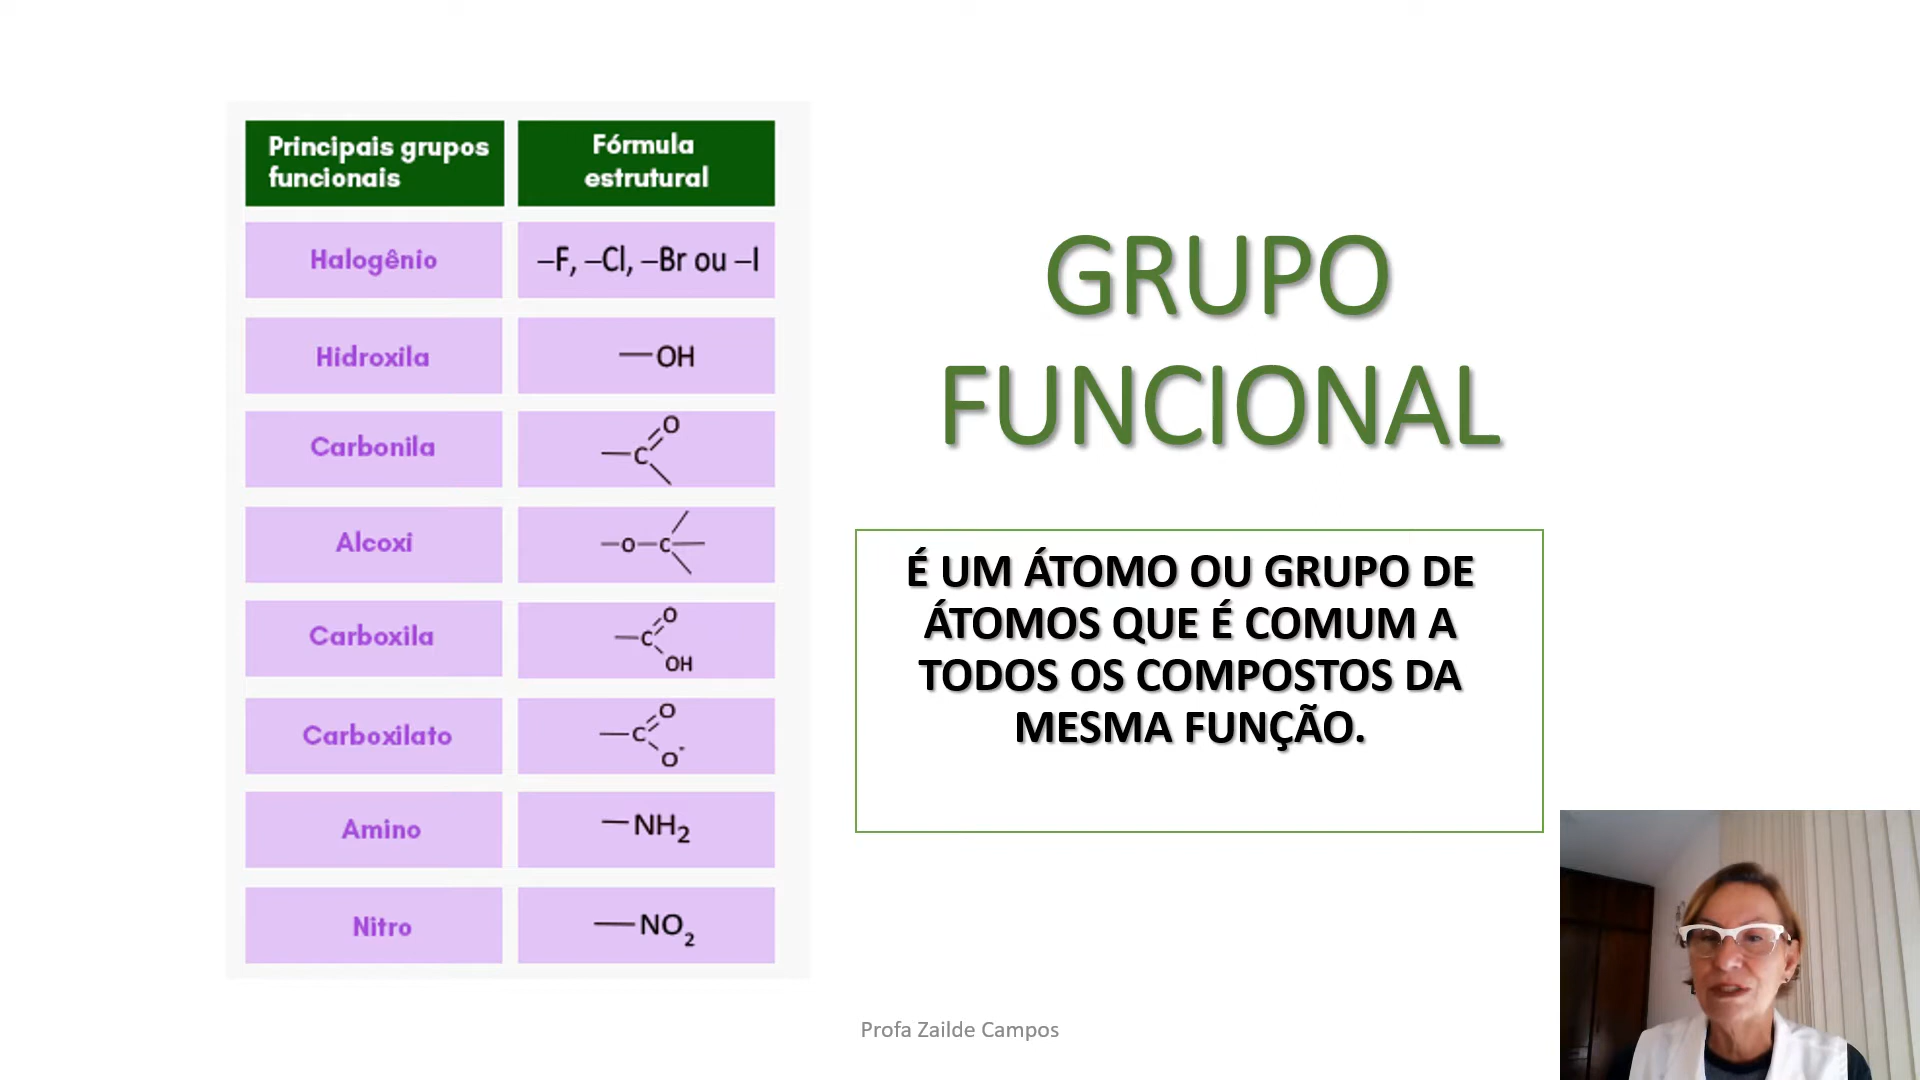 Principais grupos
funcionais
Fórmula
estrutural
Halogênio
–F, –Cl, –Br ou –I
Hidroxila
—OH
Carbonila
O
C
Alcoxi
O C
Carboxila
O
C
OH
Carboxilato
O
C
O⁻
Amino
—NH₂
Nitro
—NO₂
GRUPO
FUNCIONAL
É UM ÁTOMO OU GRUPO DE
ÁTOMOS QUE É COMUM A
TODOS OS COMPOSTOS DA
MESMA FUNÇÃO.
Profa Zailde Campos